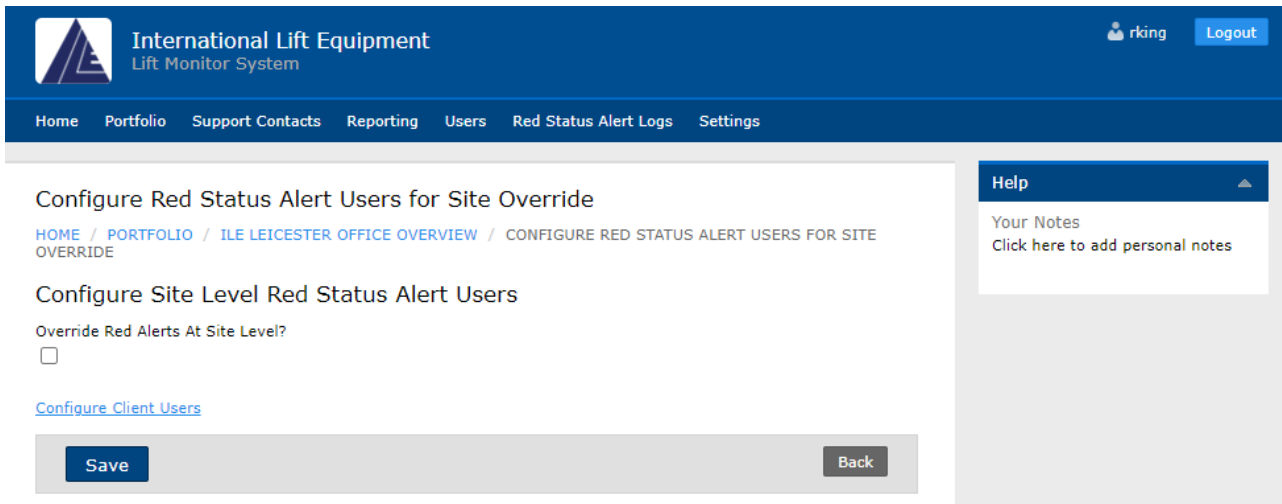 International Lift Equipment
Lift Monitor System
rking
Logout
Home Portfolio Support Contacts Reporting Users Red Status Alert Logs Settings
Configure Red Status Alert Users for Site Override
HOME / PORTFOLIO / ILE LEICESTER OFFICE OVERVIEW / CONFIGURE RED STATUS ALERT USERS FOR SITE
OVERRIDE
Configure Site Level Red Status Alert Users
Override Red Alerts At Site Level?
Configure Client Users
Save
Back
Help
Your Notes
Click here to add personal notes